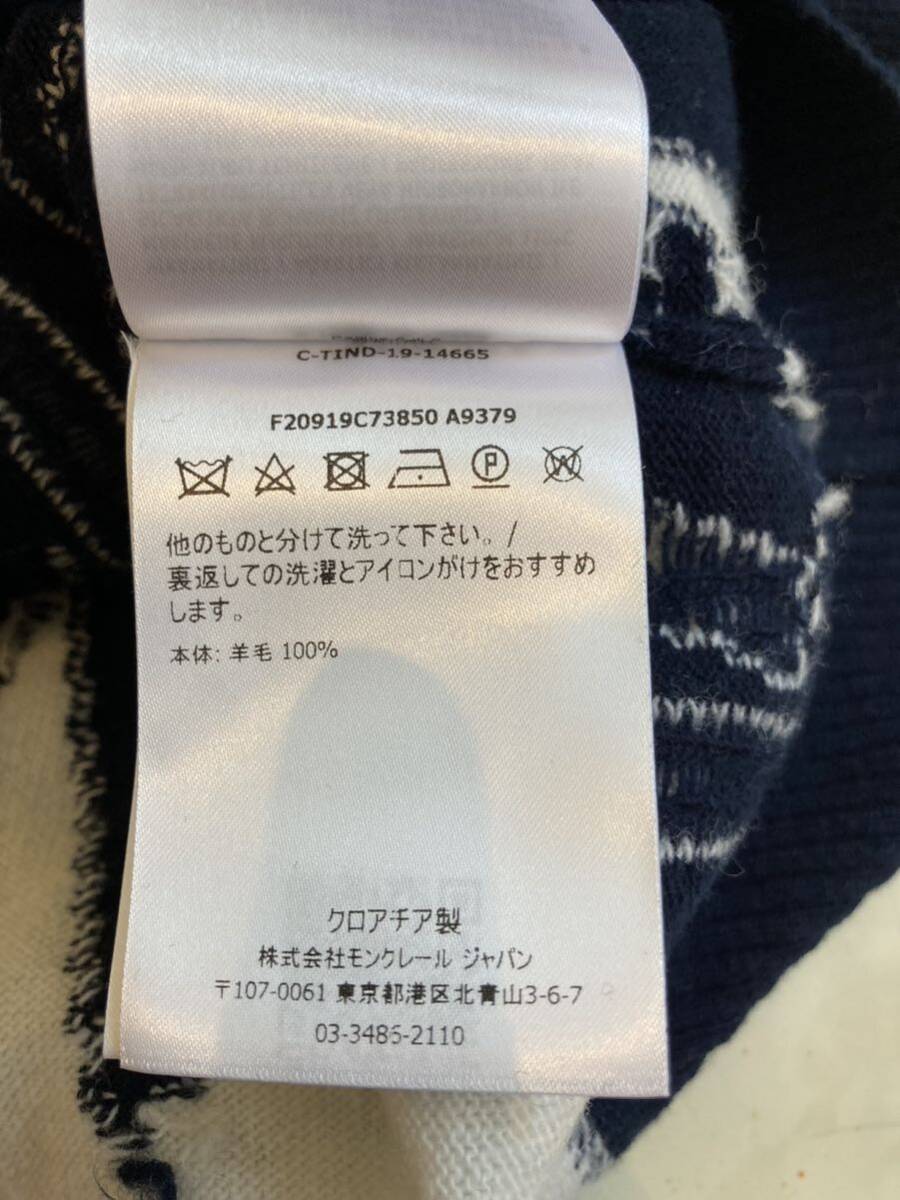 C-TIND-19-14665
F20919C73850 A9379
他のものと分けて洗って下さい。/
裏返しての洗濯とアイロンがけをおすすめ
します。
本体: 羊毛 100%
クロアチア製
株式会社モンクレール ジャパン
〒107-0061 東京都港区北青山3-6-7
03-3486-2110